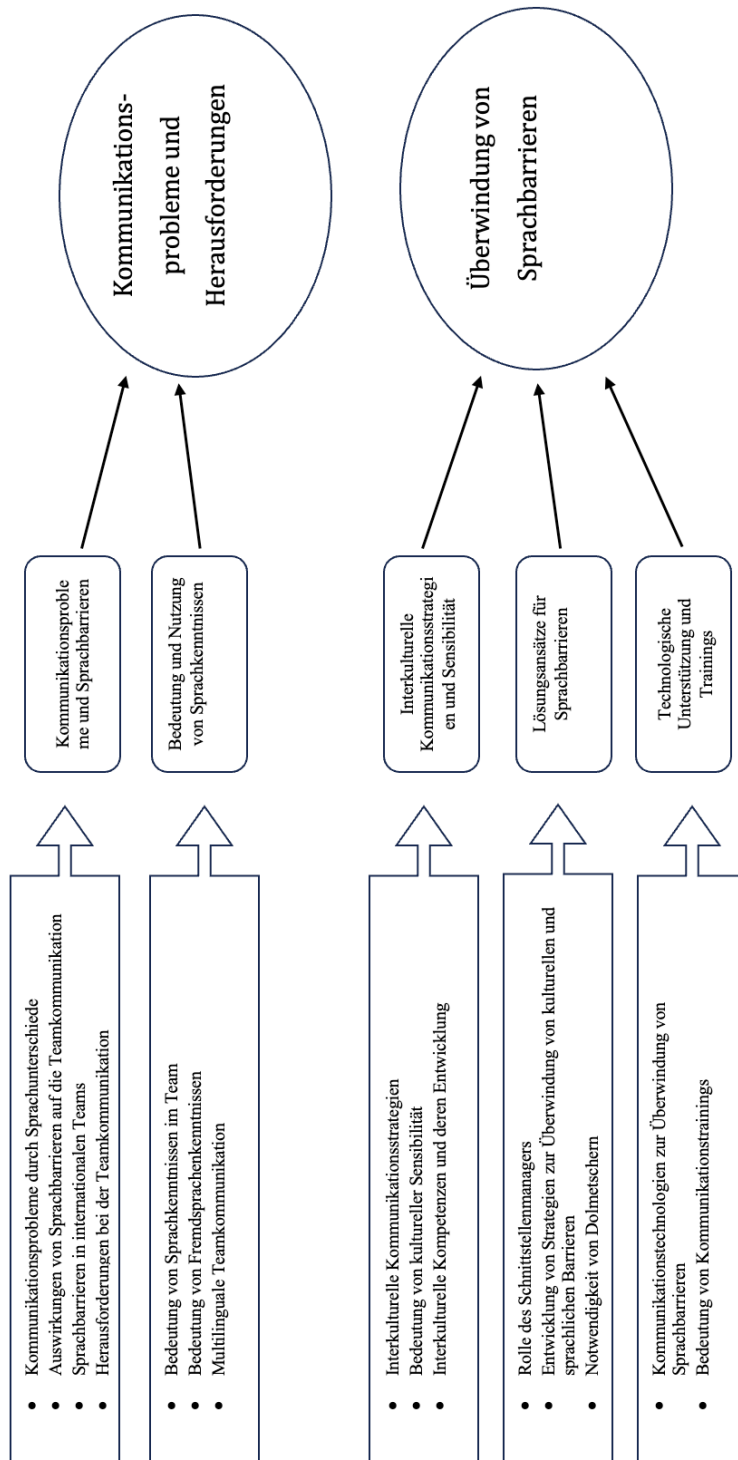 Kommunikationsprobleme durch Sprachunterschiede
Auswirkungen von Sprachbarrieren auf die Teamkommunikation
Sprachbarrieren in internationalen Teams
Herausforderungen bei der Teamkommunikation
Kommunikationsproble
me und Sprachbarrieren
Bedeutung von Sprachkenntnissen im Team
Bedeutung von Fremdsprachenkenntnissen
Multilinguale Teamkommunikation
Bedeutung und Nutzung
von Sprachkenntnissen
Kommunikations-
probleme und
Herausforderungen
Interkulturelle Kommunikationsstrategien
Bedeutung von kultureller Sensibilität
Interkulturelle Kompetenzen und deren Entwicklung
Interkulturelle
Kommunikationsstrategi
en und Sensibilität
Rolle des Schnittstellenmanagers
Entwicklung von Strategien zur Überwindung von kulturellen und
sprachlichen Barrieren
Notwendigkeit von Dolmetschern
Lösungsansätze für
Sprachbarrieren
Kommunikationstechnologien zur Überwindung von
Sprachbarrieren
Bedeutung von Kommunikationstrainings
Technologische
Unterstützung und
Trainings
Überwindung von
Sprachbarrieren